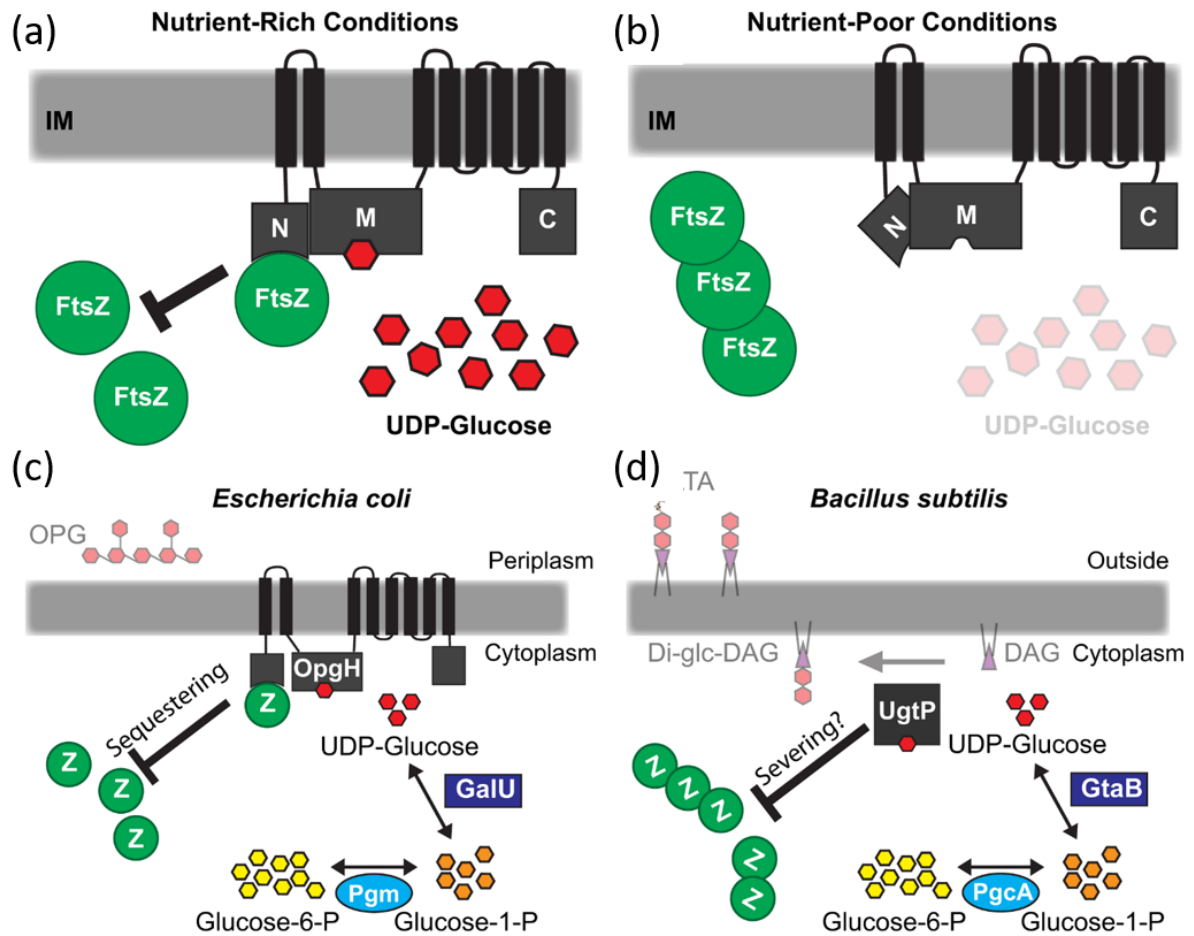 (a)
Nutrient-Rich Conditions
IM
N
M
C
FtsZ
FtsZ
FtsZ
UDP-Glucose
(b)
Nutrient-Poor Conditions
IM
N
M
C
FtsZ
FtsZ
FtsZ
UDP-Glucose
(c)
Escherichia coli
OPG
Periplasm
Cytoplasm
OpgH
Z
Sequestering
Z
Z
Z
UDP-Glucose
GalU
Pgm
Glucose-6-P
Glucose-1-P
(d)
Bacillus subtilis
TA
Outside
Di-glc-DAG
DAG
Cytoplasm
UgtP
Severing?
UDP-Glucose
Z
Z
Z
GtaB
Z
Z
PgcA
Glucose-6-P
Glucose-1-P